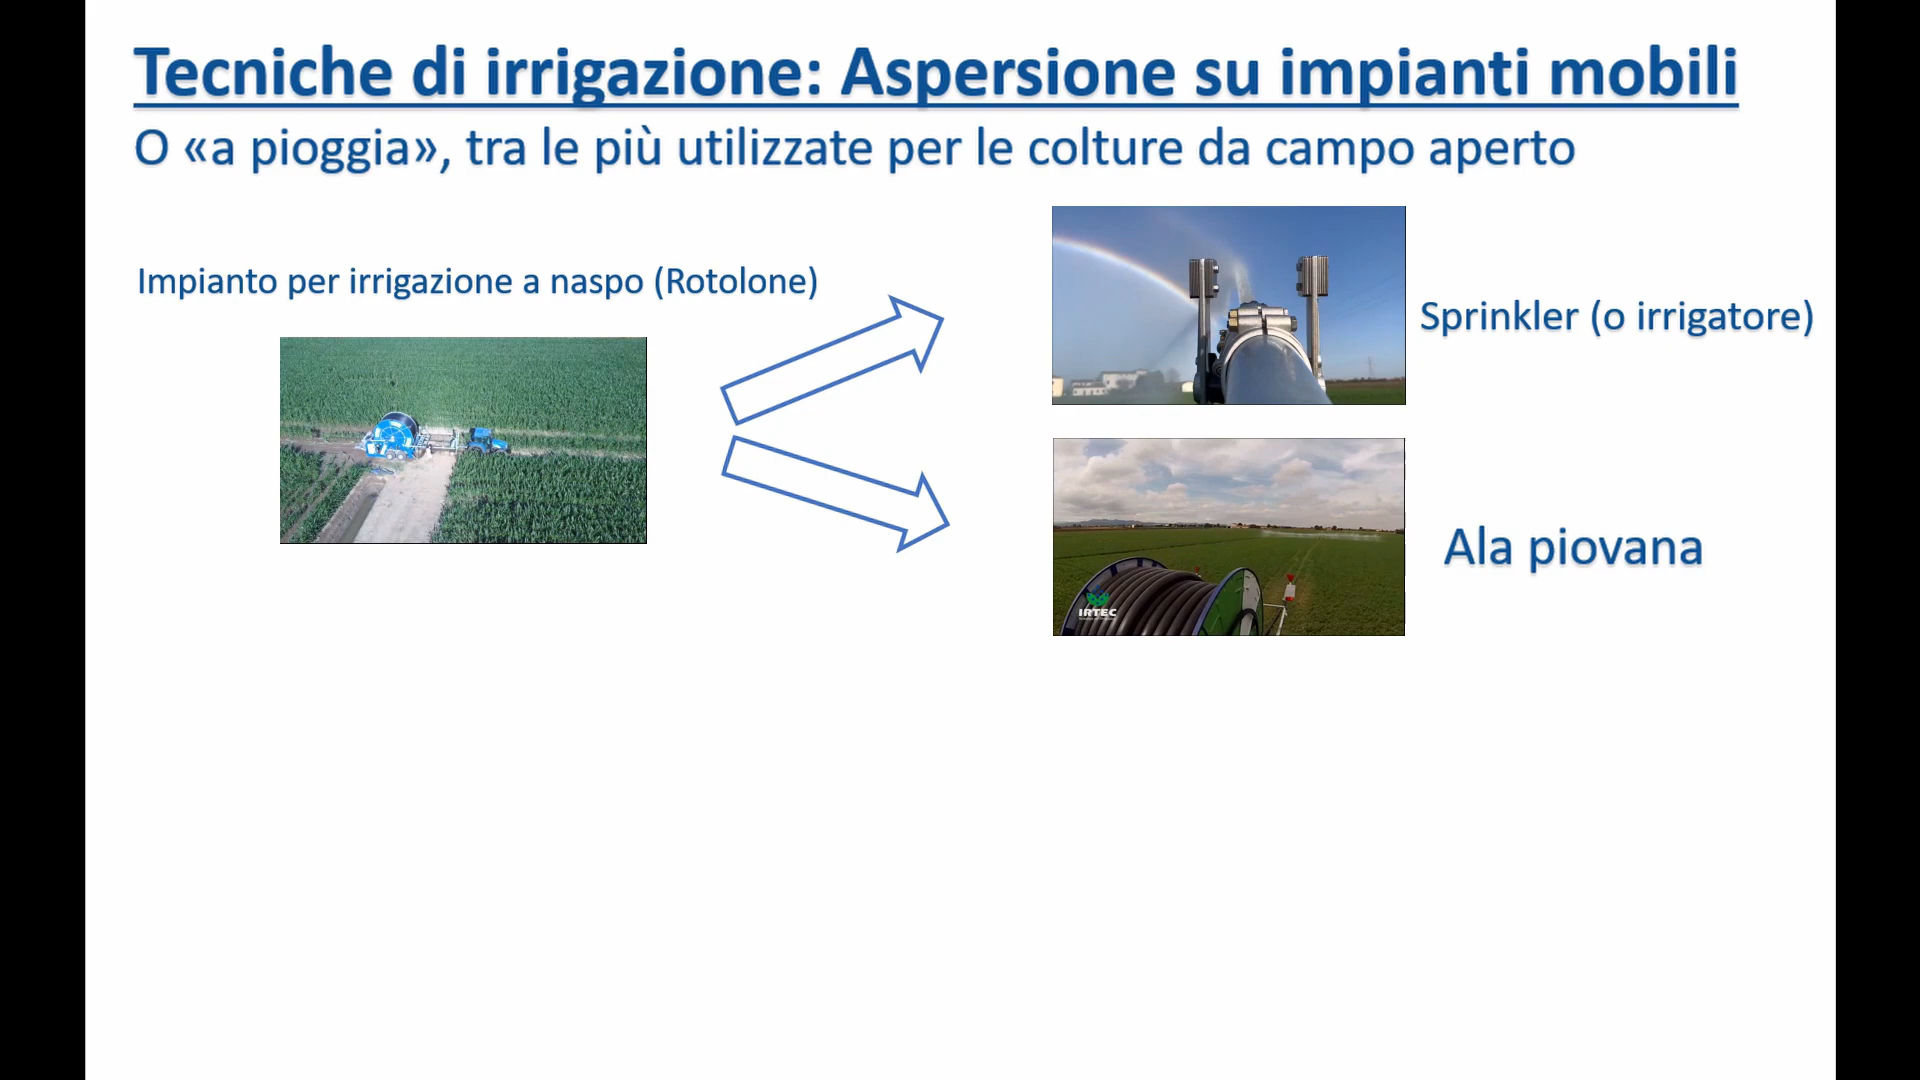 Tecniche di irrigazione: Aspersione su impianti mobili
O «a pioggia», tra le più utilizzate per le colture da campo aperto
Impianto per irrigazione a naspo (Rotolone)
Sprinkler (o irrigatore)
Ala piovana
IRTEC